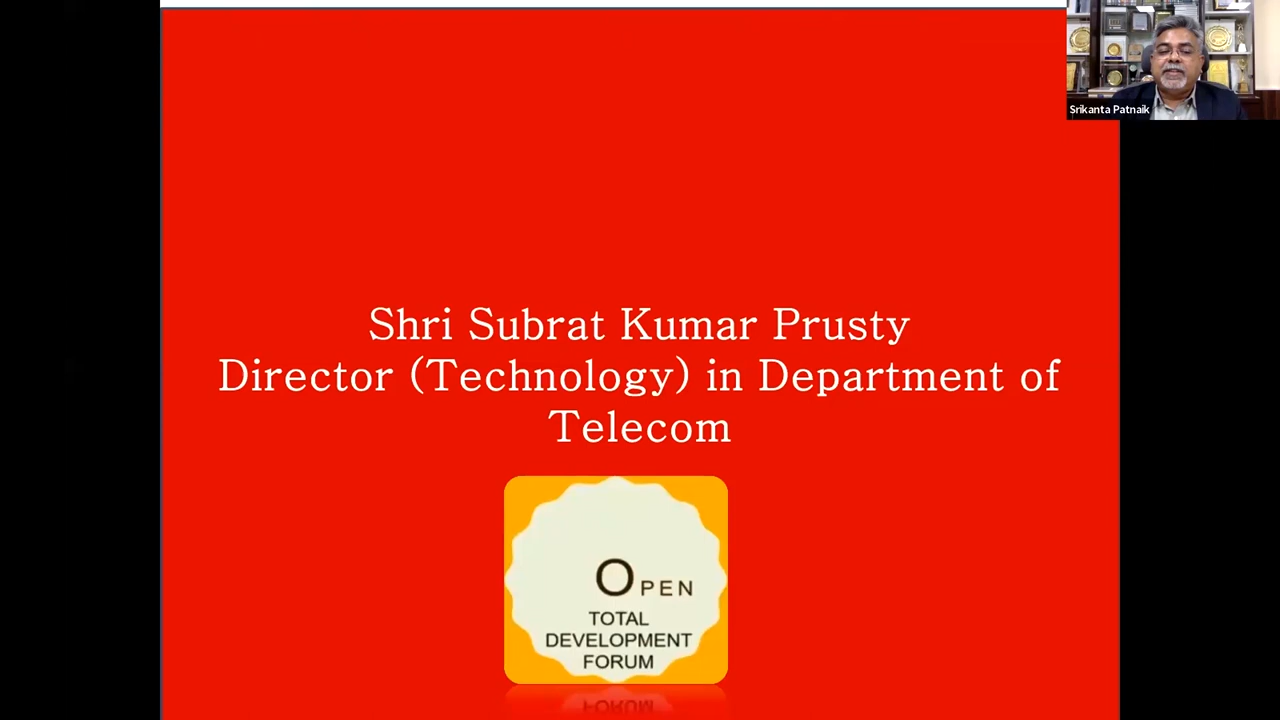 Srikanta Patnaik
Shri Subrat Kumar Prusty
Director (Technology) in Department of
Telecom
OPEN
TOTAL
DEVELOPMENT
FORUM